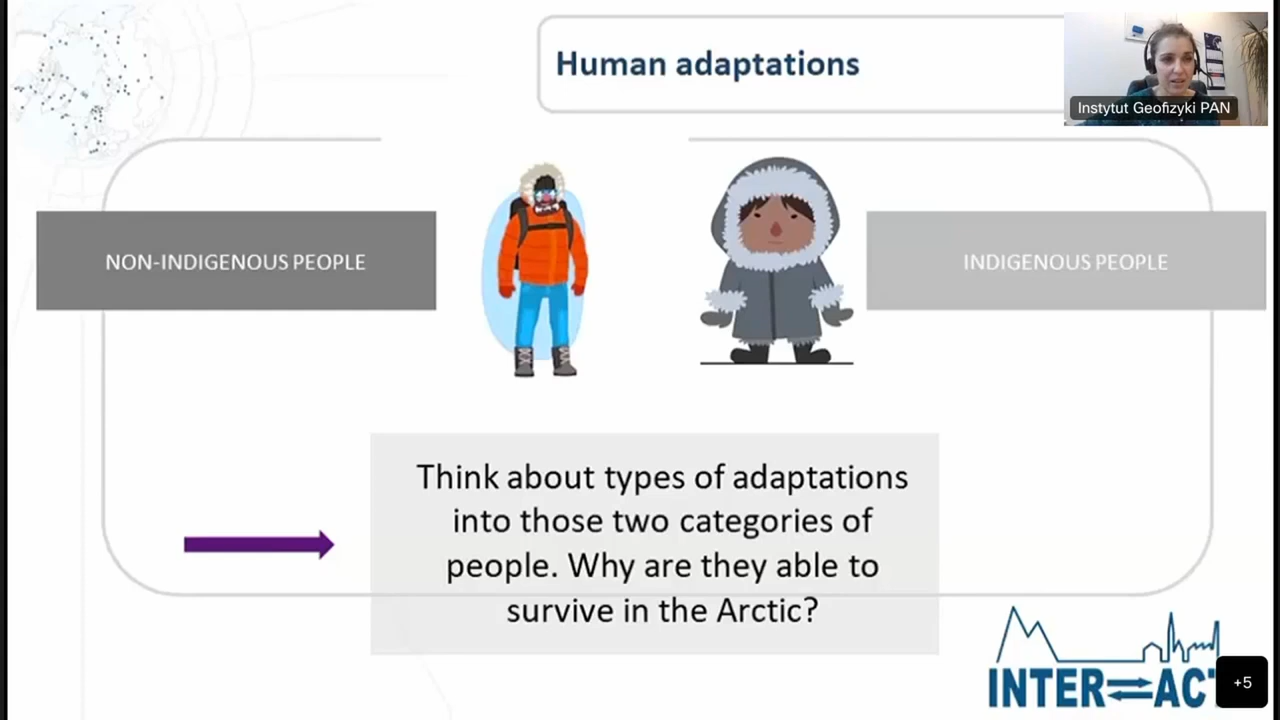 Human adaptations
Instytut Geofizyki PAN
NON-INDIGENOUS PEOPLE
INDIGENOUS PEOPLE
Think about types of adaptations
into those two categories of
people. Why are they able to
survive in the Arctic?
INTER⇌ACT
+5